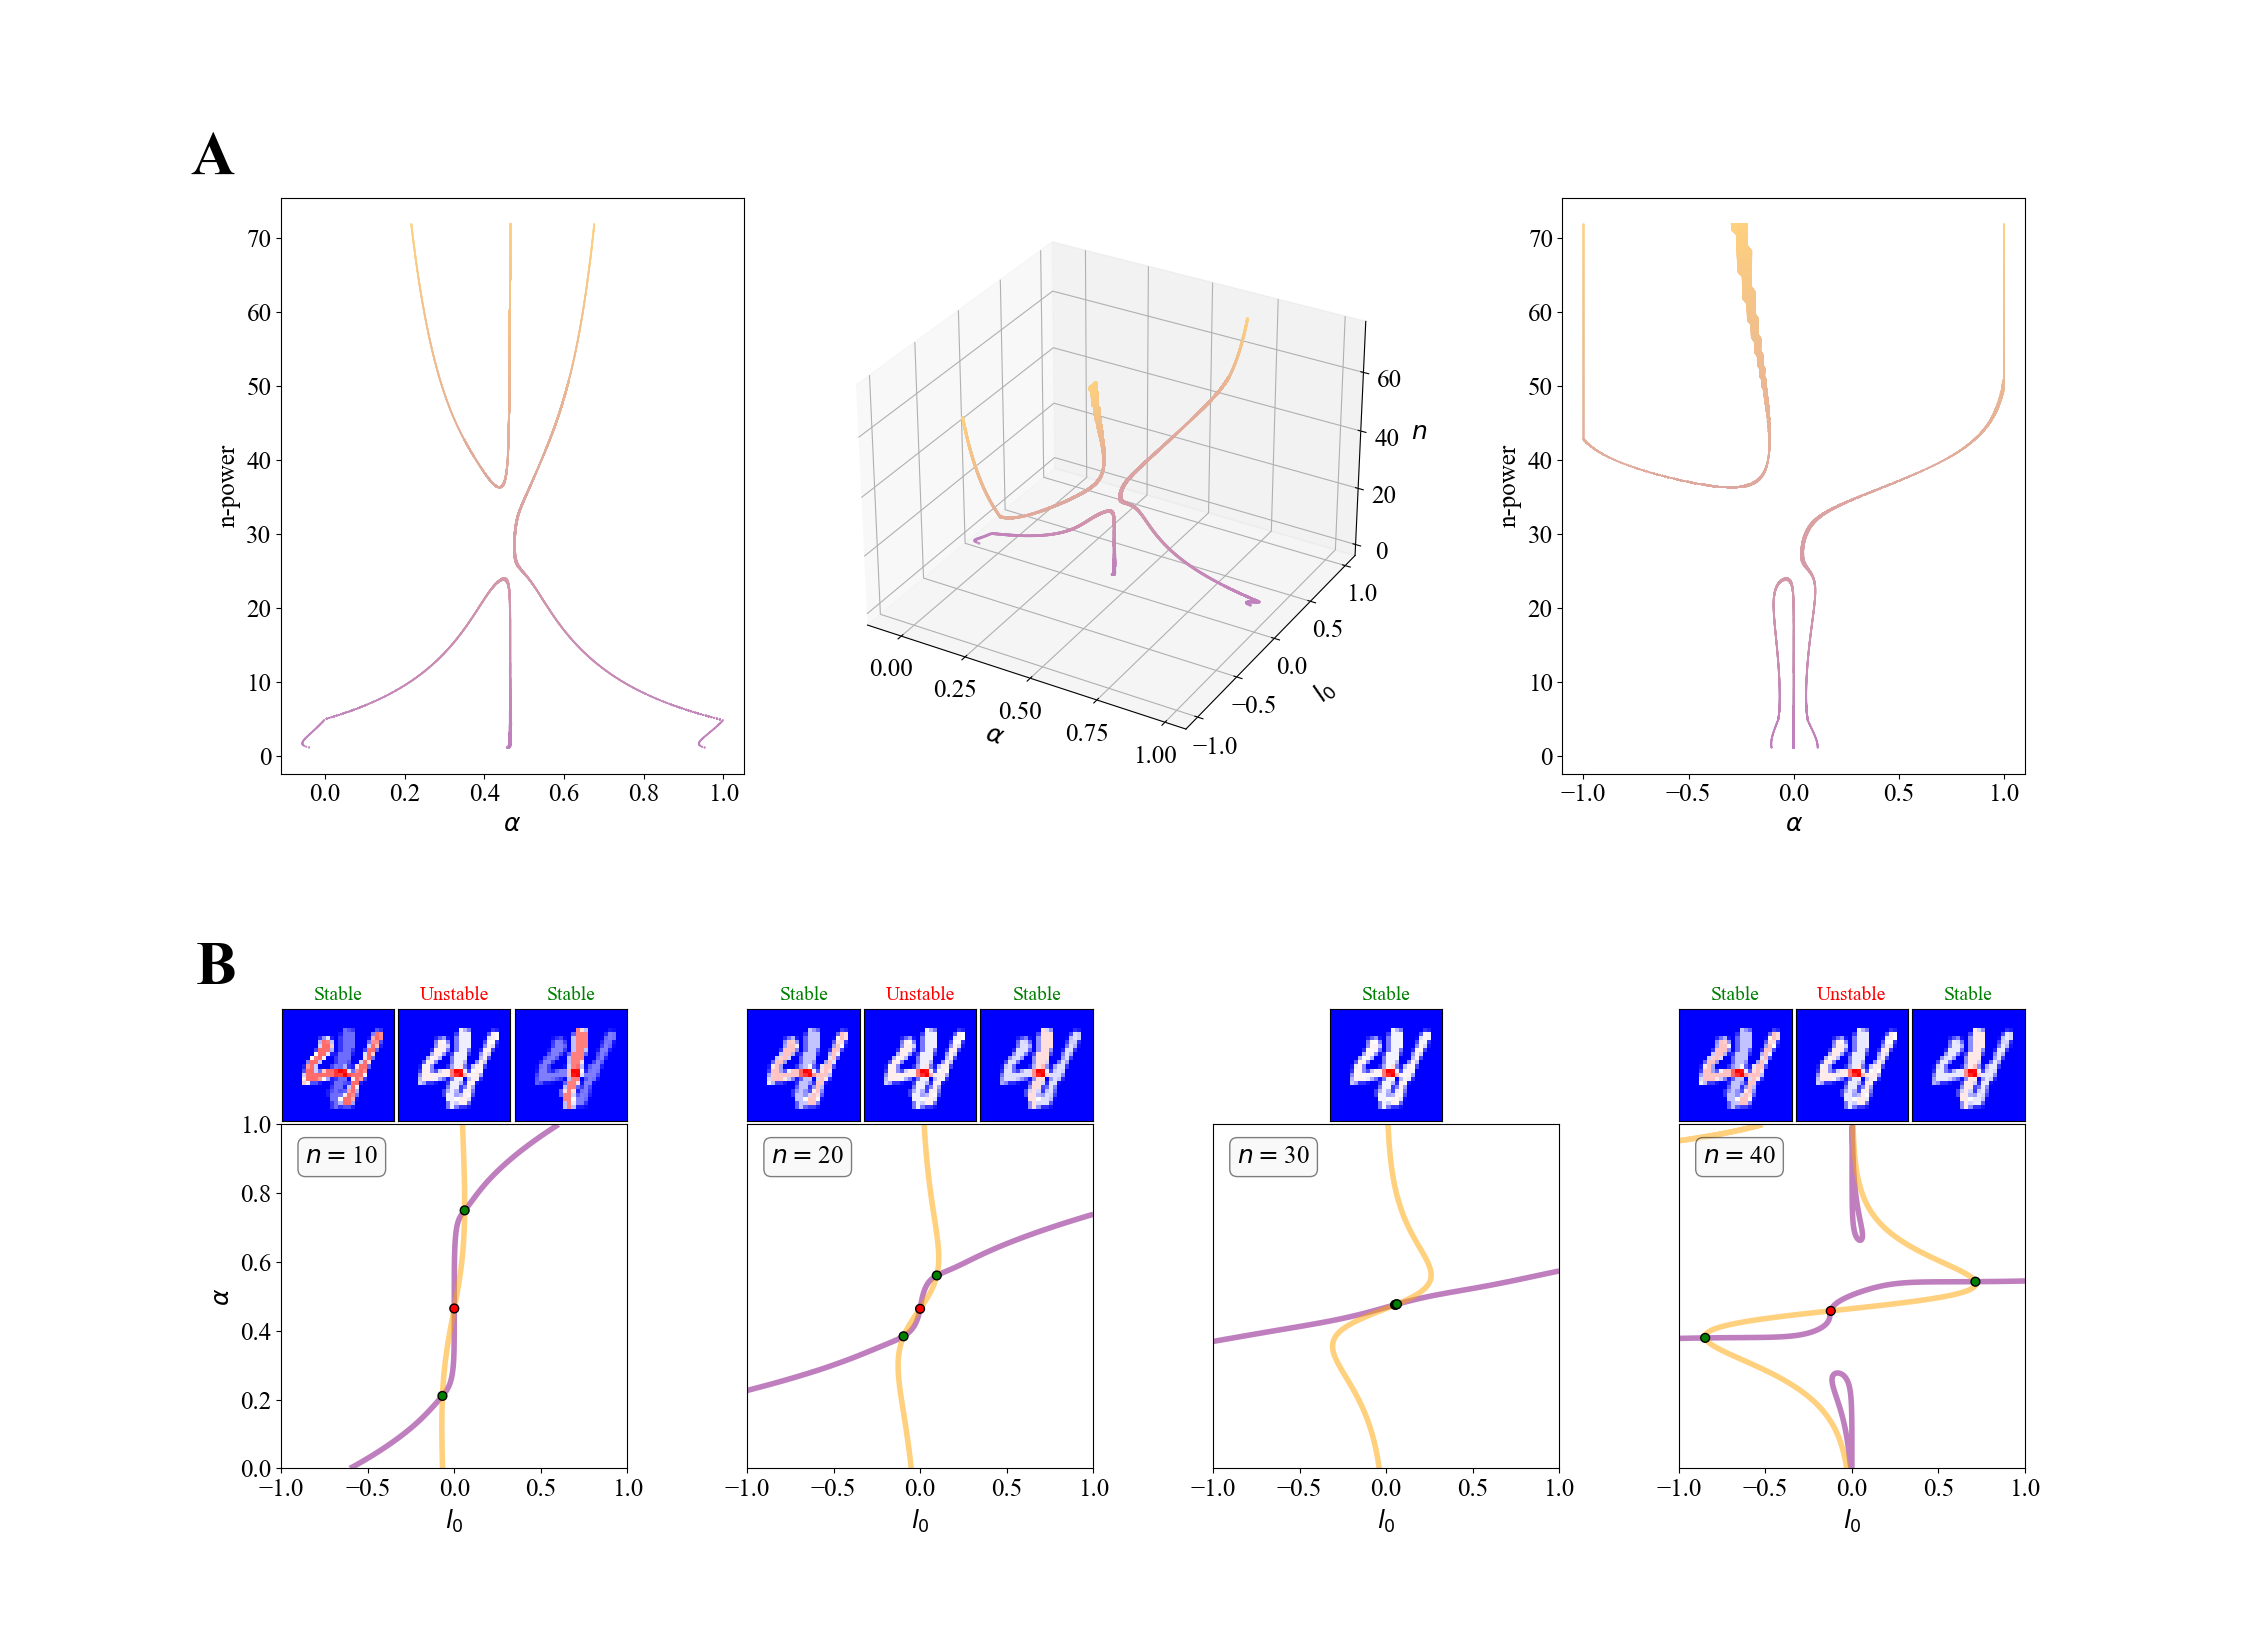 A
n-power
70
60
50
40
30
20
10
0
0.0 0.2 0.4 0.6 0.8 1.0
α
0.00 0.25 0.50 0.75 1.00
α
−1.0 −0.5 0.0 0.5 1.0
l₀
0 20 40 60
n
n-power
70
60
50
40
30
20
10
0
−1.0 −0.5 0.0 0.5 1.0
α
B
Stable Unstable Stable
Stable Unstable Stable
Stable
Stable Unstable Stable
n = 10
n = 20
n = 30
n = 40
α
1.0
0.8
0.6
0.4
0.2
0.0
−1.0 −0.5 0.0 0.5 1.0
−1.0 −0.5 0.0 0.5 1.0
−1.0 −0.5 0.0 0.5 1.0
−1.0 −0.5 0.0 0.5 1.0
l₀
l₀
l₀
l₀